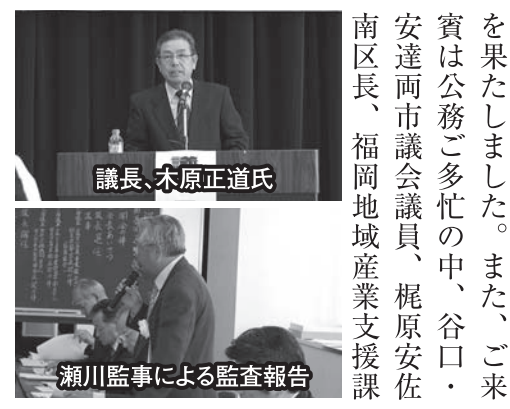 を果たしました。また、ご来
賓は公務ご多忙の中、谷口・
安達両市議会議員、梶原安佐
南区長、福岡地域産業支援課
議長、木原正道氏
瀬川監事による監査報告